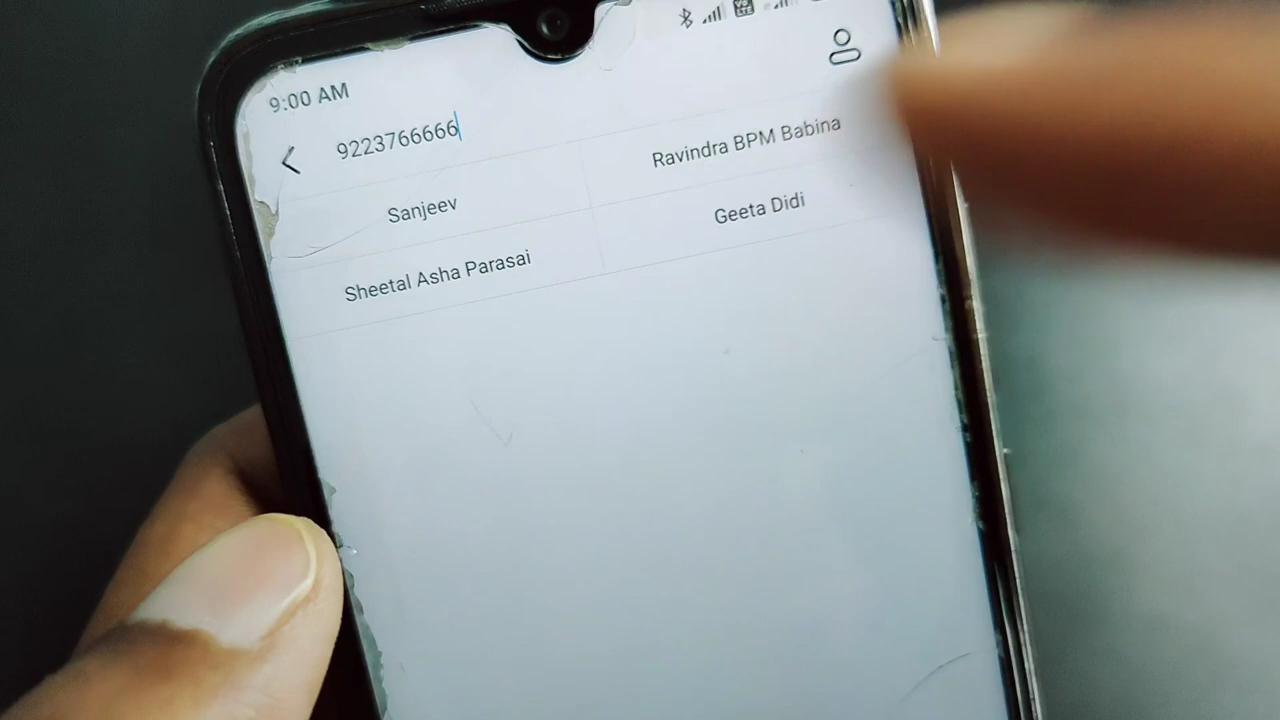 9:00 AM
9223766666
Sanjeev
Ravindra BPM Babina
Sheetal Asha Parasai
Geeta Didi